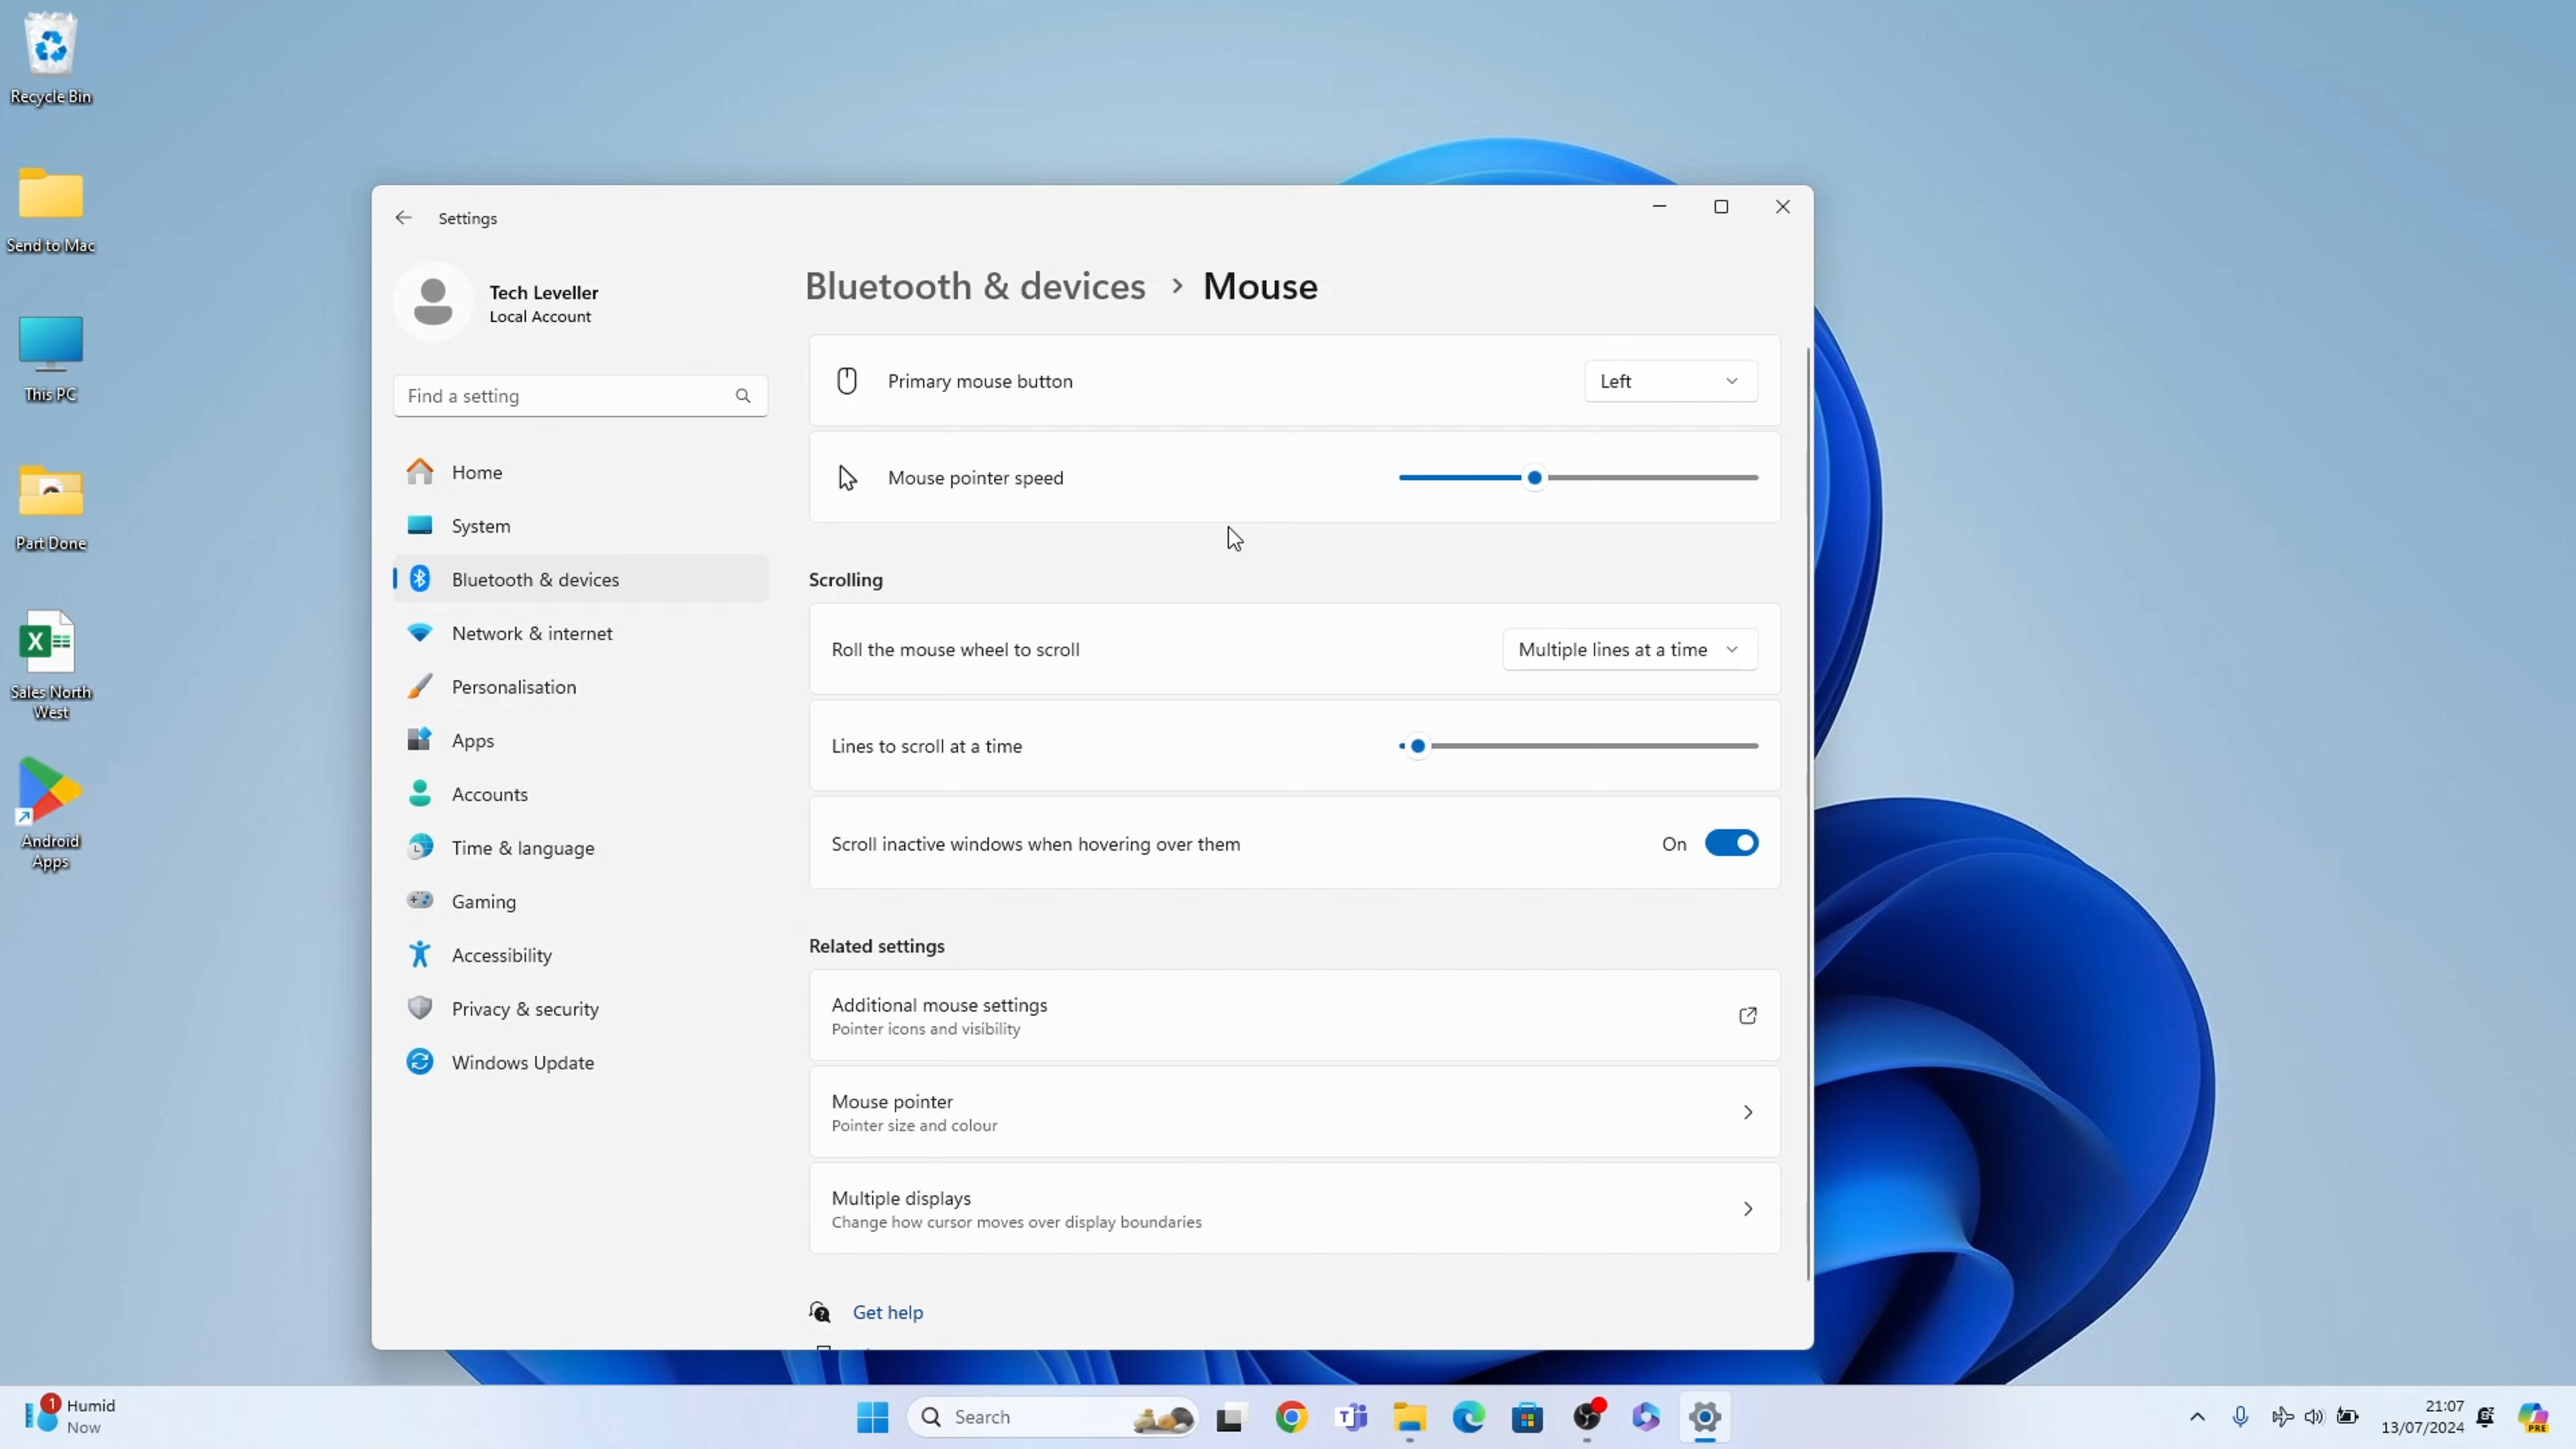 Recycle Bin
Send to Mac
This PC
Part Done
Sales North
West
Android
Apps
Settings
Tech Leveller
Local Account
Find a setting
Home
System
Bluetooth & devices
Network & internet
Personalisation
Apps
Accounts
Time & language
Gaming
Accessibility
Privacy & security
Windows Update
Bluetooth & devices > Mouse
Primary mouse button
Left
Mouse pointer speed
Scrolling
Roll the mouse wheel to scroll
Multiple lines at a time
Lines to scroll at a time
Scroll inactive windows when hovering over them
On
Related settings
Additional mouse settings
Pointer icons and visibility
Mouse pointer
Pointer size and colour
Multiple displays
Change how cursor moves over display boundaries
Get help
1
Humid
Now
Search
21:07
13/07/2024
PRE